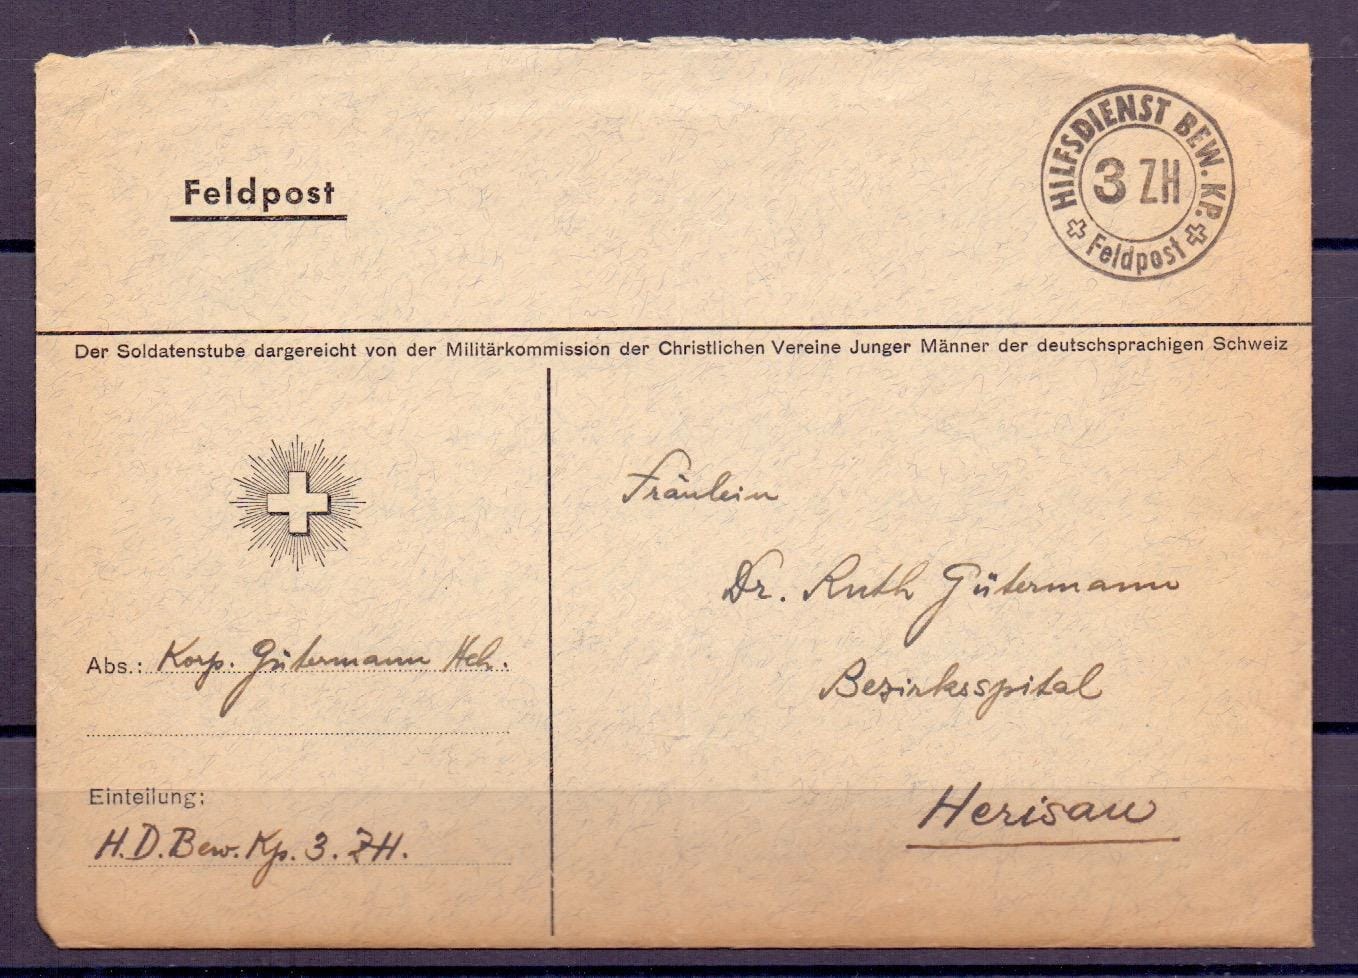 Feldpost
HILFSDIENST BEW. KP.
3 ZH
Feldpost
Der Soldatenstube dargereicht von der Militärkommission der Christlichen Vereine Junger Männer der deutschsprachigen Schweiz
Fräulein
Dr. Ruth Gütermann
Abs.: Korp. Gütermann Hch.
Bezirksspital
Einteilung:
Herisau
H.D. Bew. Kp. 3. ZH.